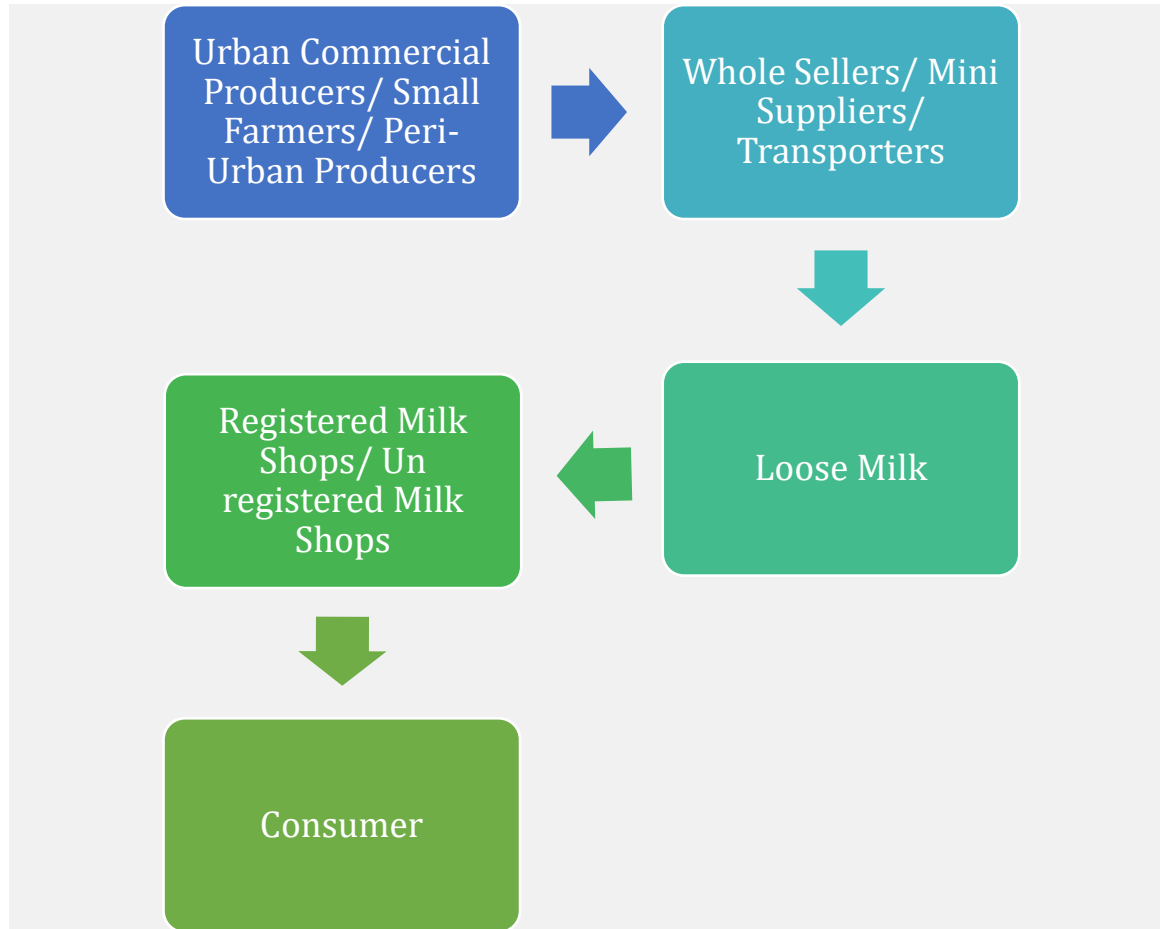 Urban Commercial
Producers/ Small
Farmers/ Peri-
Urban Producers
Whole Sellers/ Mini
Suppliers/
Transporters
Loose Milk
Registered Milk
Shops/ Un
registered Milk
Shops
Consumer